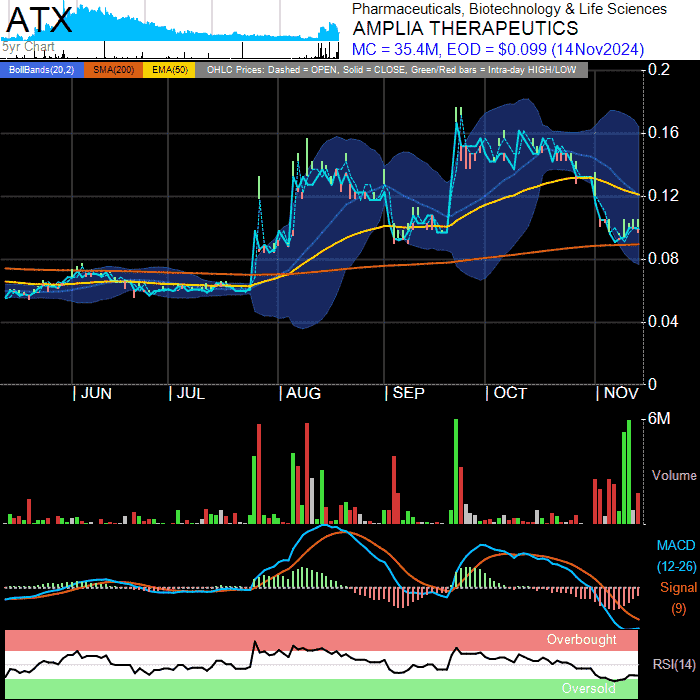 ATX
5yr Chart
Pharmaceuticals, Biotechnology & Life Sciences
AMPLIA THERAPEUTICS
MC = 35.4M, EOD = $0.099 (14Nov2024)
BollBands(20,2) SMA(200) EMA(50) OHLC Prices: Dashed = OPEN, Solid = CLOSE, Green/Red bars = Intra-day HIGH/LOW
0.2
0.16
0.12
0.08
0.04
0
JUN JUL AUG SEP OCT NOV
6M
Volume
MACD
(12-26)
Signal
(9)
Overbought
RSI(14)
Oversold